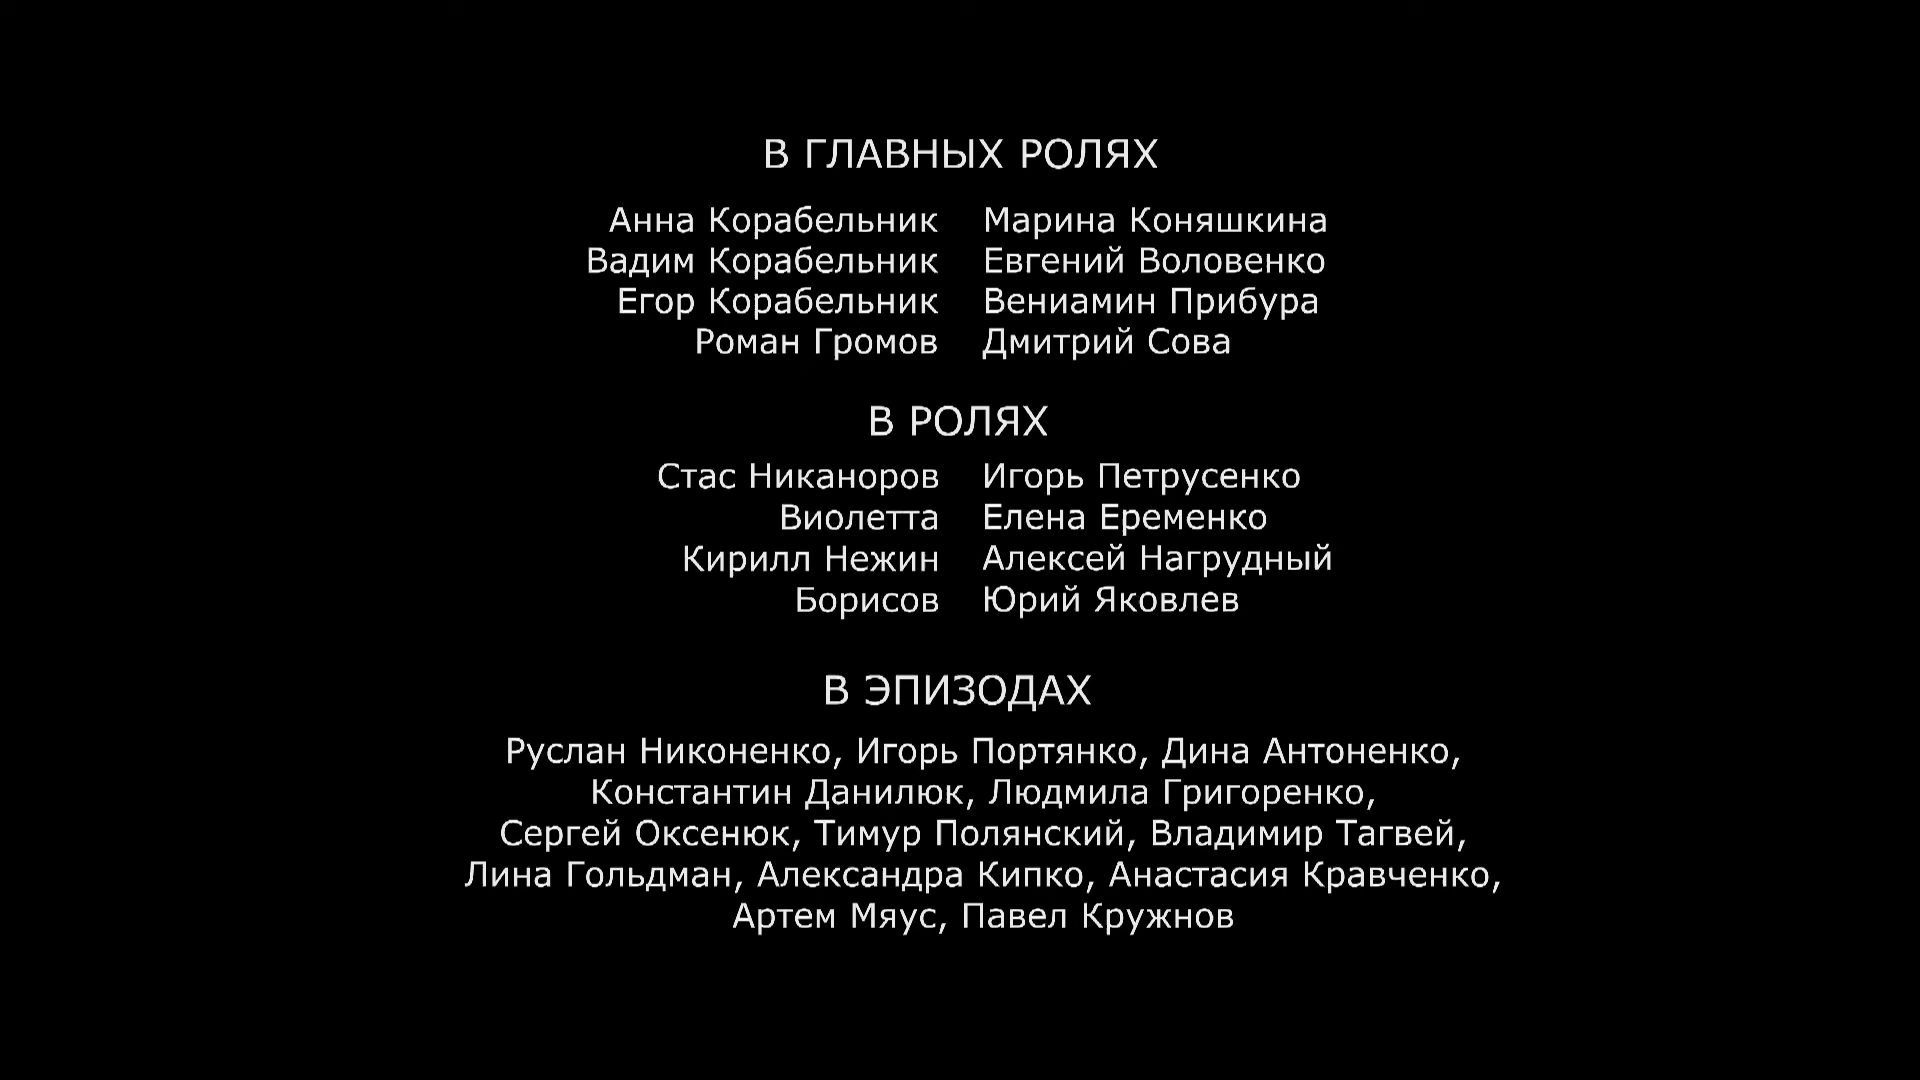 В ГЛАВНЫХ РОЛЯХ
Анна Корабельник Марина Коняшкина
Вадим Корабельник Евгений Воловенко
Егор Корабельник Вениамин Прибура
Роман Громов Дмитрий Сова
В РОЛЯХ
Стас Никаноров Игорь Петрусенко
Виолетта Елена Еременко
Кирилл Нежин Алексей Нагрудный
Борисов Юрий Яковлев
В ЭПИЗОДАХ
Руслан Никоненко, Игорь Портянко, Дина Антоненко,
Константин Данилюк, Людмила Григоренко,
Сергей Оксенюк, Тимур Полянский, Владимир Тагвей,
Лина Гольдман, Александра Кипко, Анастасия Кравченко,
Артем Мяус, Павел Кружнов